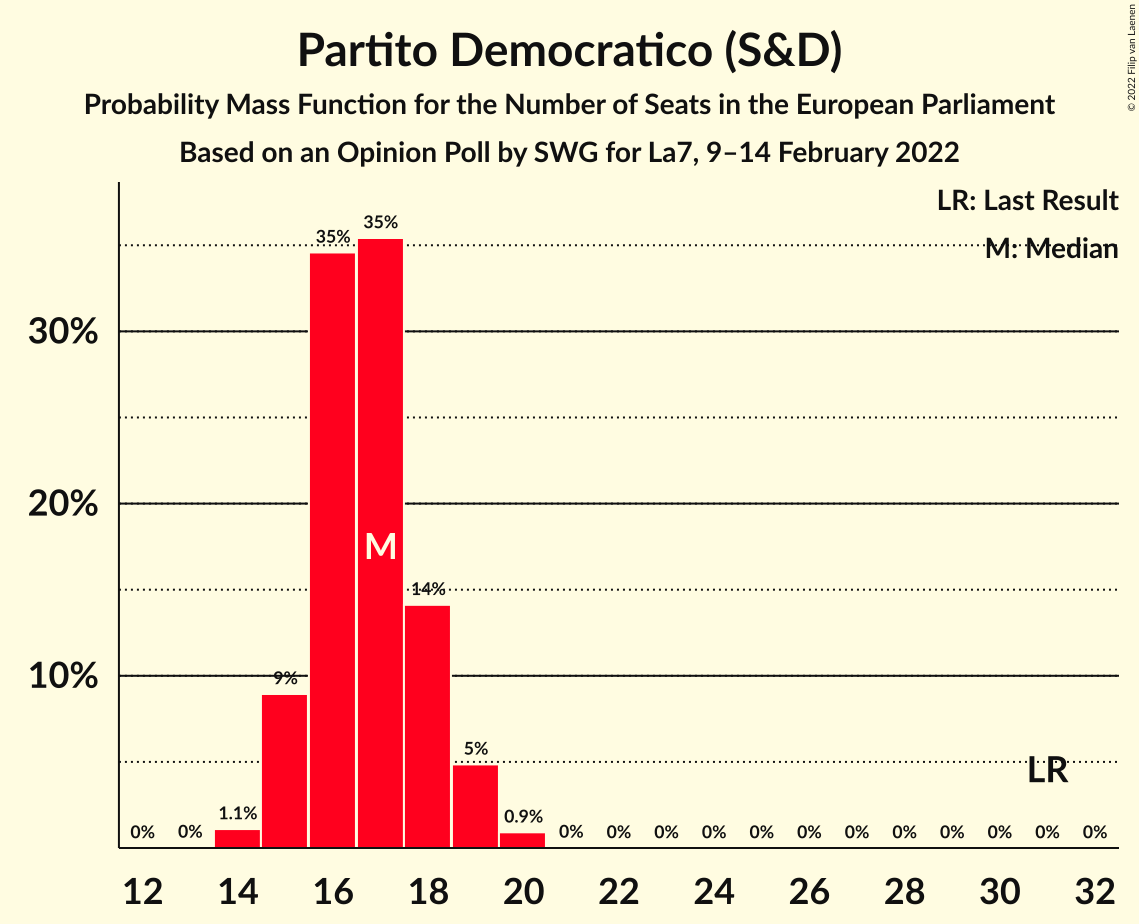 Partito Democratico (S&D)
Probability Mass Function for the Number of Seats in the European Parliament
Based on an Opinion Poll by SWG for La7, 9–14 February 2022
© 2022 Filip van Laenen
LR: Last Result
M: Median
30%
20%
10%
0% 0% 1.1% 9% 35% 35% 14% 5% 0.9% 0% 0% 0% 0% 0% 0% 0% 0% 0% 0% 0% 0%
M
LR
12 14 16 18 20 22 24 26 28 30 32